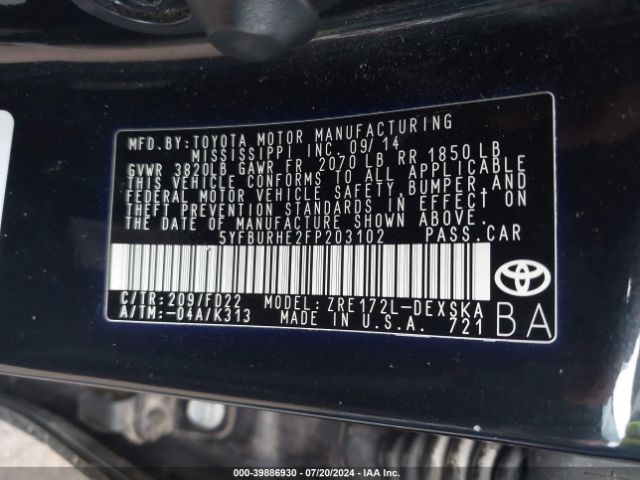 MFD. BY: TOYOTA MOTOR MANUFACTURING
MISSISSIPPI INC. 09/14
GVWR 3820LB GAWR FR 2070 LB RR 1850 LB
THIS VEHICLE CONFORMS TO ALL APPLICABLE
FEDERAL MOTOR VEHICLE SAFETY, BUMPER, AND
THEFT PREVENTION STANDARDS IN EFFECT ON
THE DATE OF MANUFACTURE SHOWN ABOVE.
5YFBURHE2FP203102 PASS. CAR
C/TR: 209/FD22 MODEL: ZRE172L-DEXSKA
A/TM: -04A/K313 MADE IN U.S.A. 721
BA
000-39886930 - 07/20/2024 - IAA Inc.